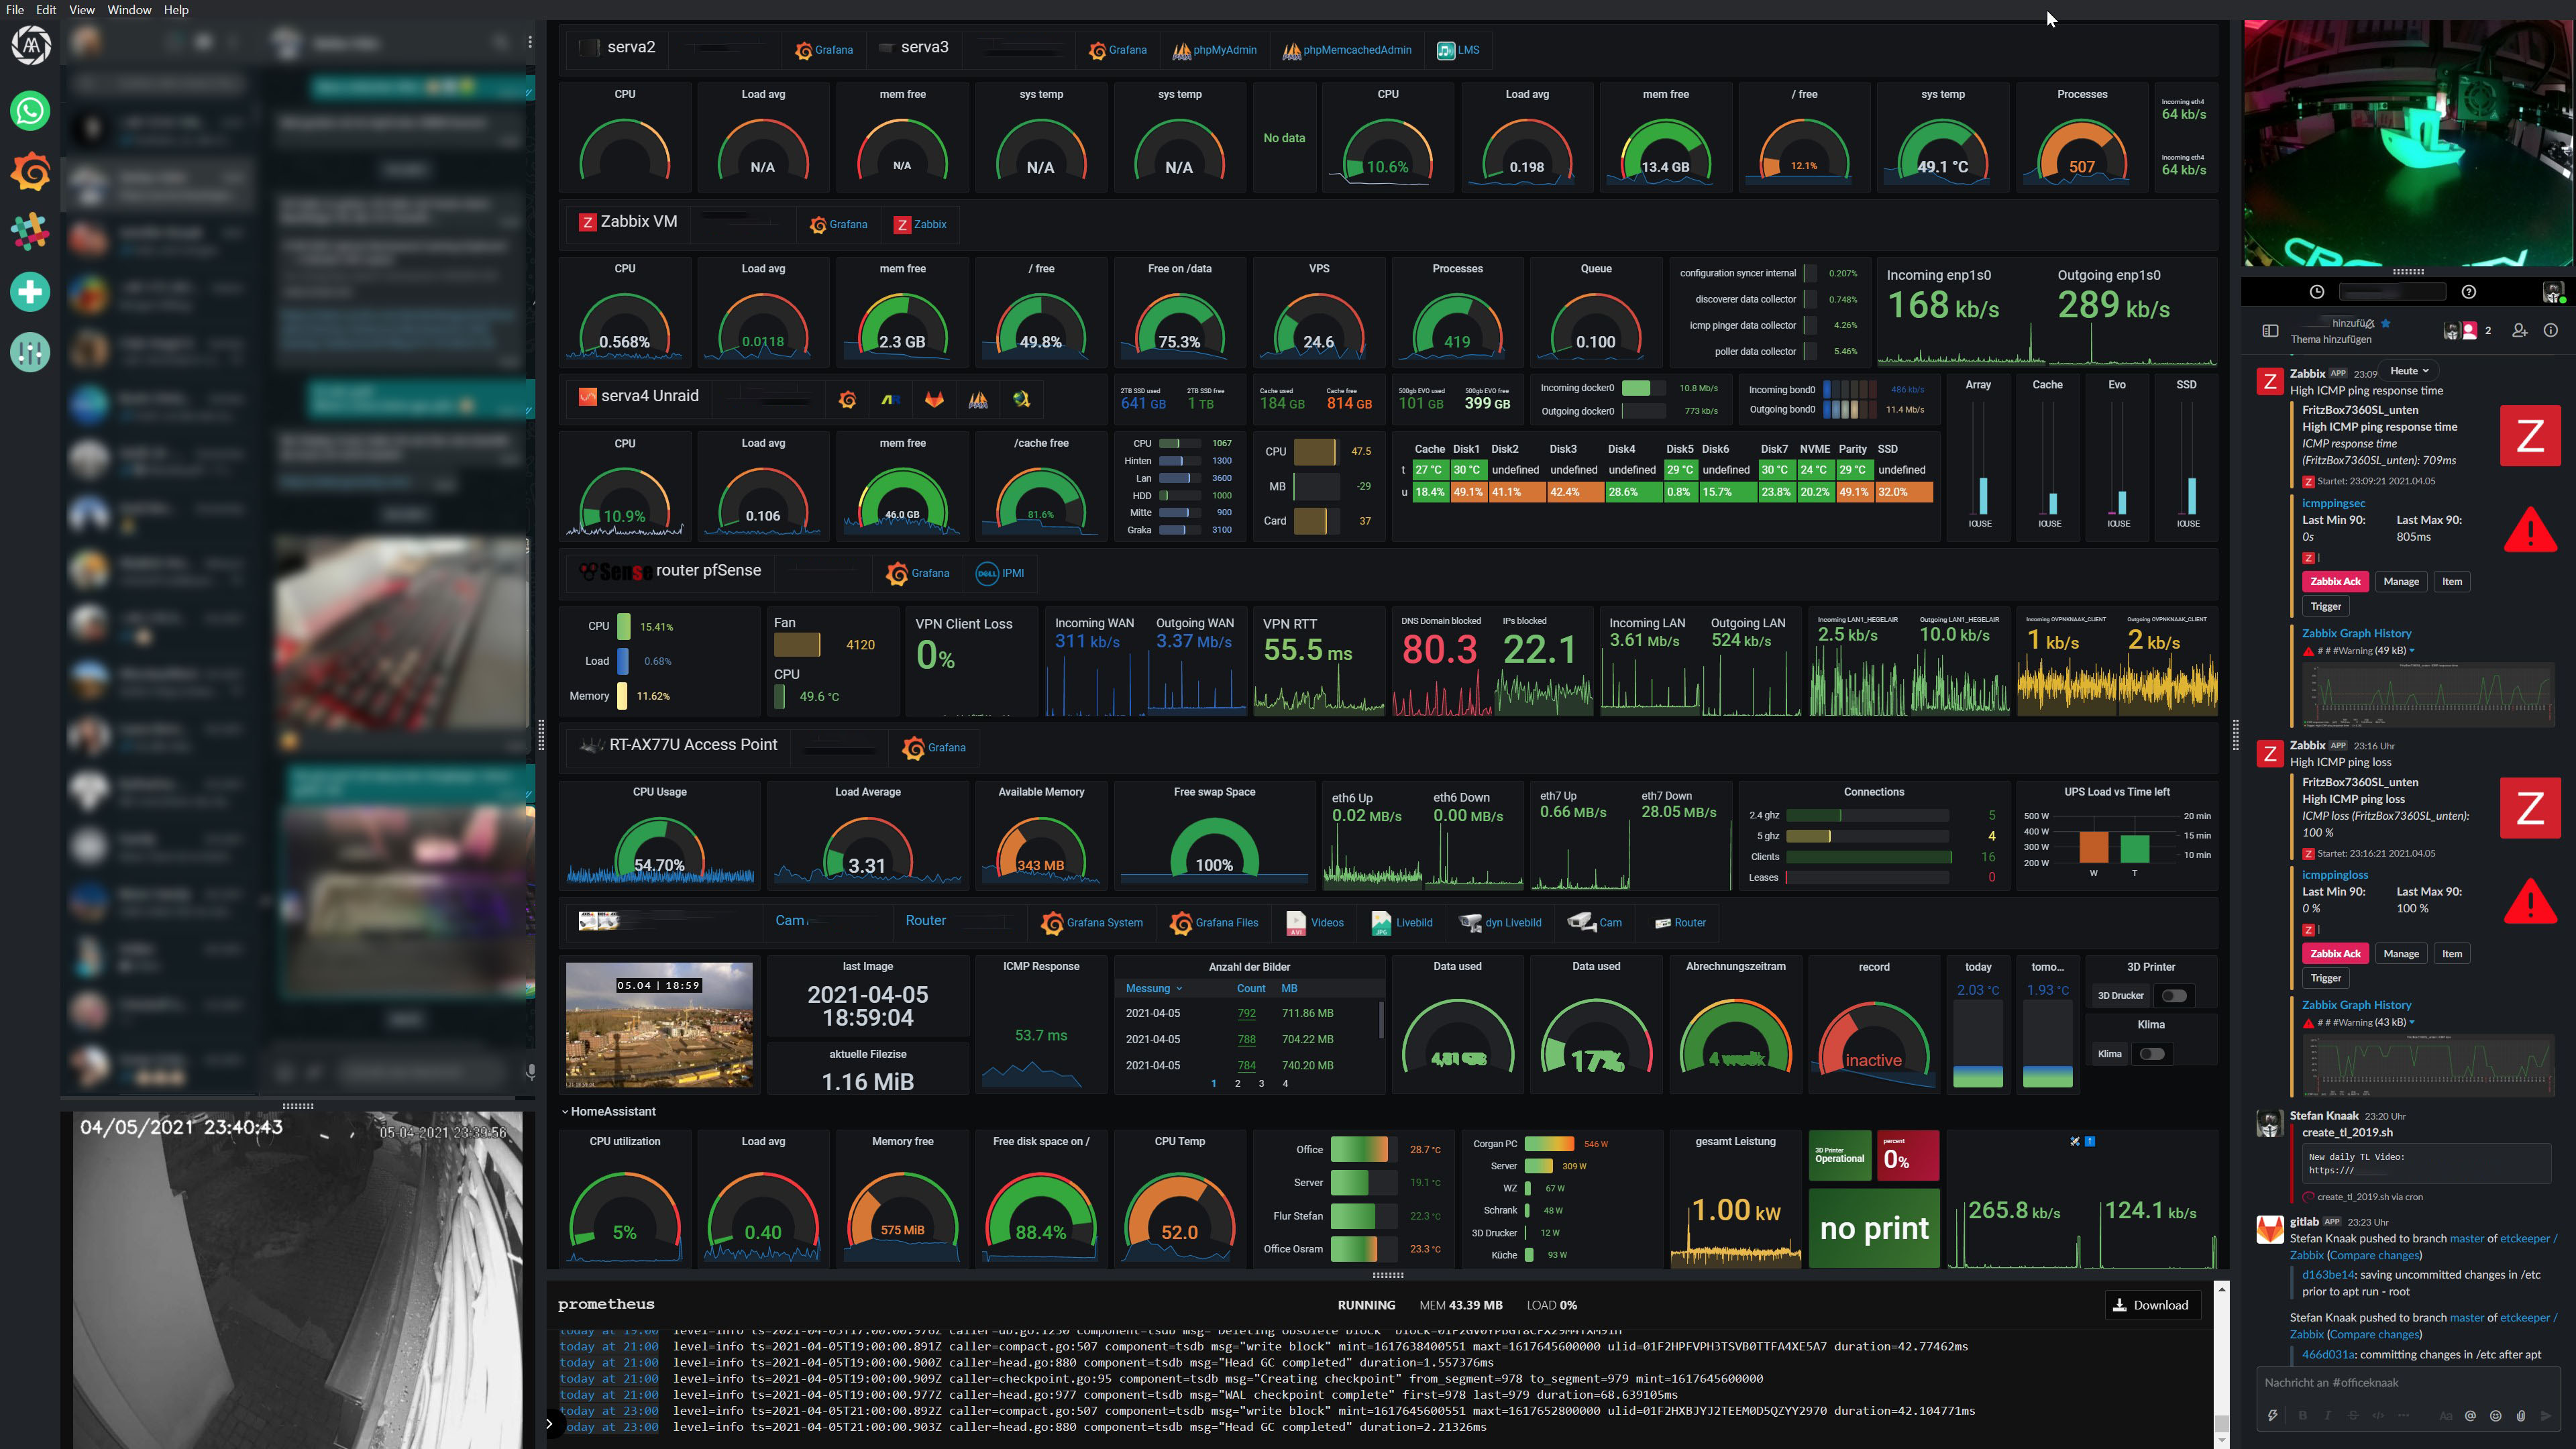 File Edit View Window Help
serva2 Grafana serva3 Grafana phpMyAdmin phpMemcachedAdmin LMS
CPU Load avg mem free sys temp sys temp CPU Load avg mem free / free sys temp Processes
N/A N/A N/A N/A No data 10.6% 0.198 13.4 GB 12.1% 49.1 °C 507
Incoming eth4
64 kb/s
Incoming eth4
64 kb/s
Zabbix VM Grafana Zabbix
CPU Load avg mem free / free Free on /data VPS Processes Queue
0.568% 0.0118 2.3 GB 49.8% 75.3% 24.6 419 0.100
configuration syncer internal 0.207%
discoverer data collector 0.748%
icmp pinger data collector 4.26%
poller data collector 5.46%
Incoming enp1s0 Outgoing enp1s0
168 kb/s 289 kb/s
serva4 Unraid
2TB SSD used 2TB SSD free Cache used Cache free 500gb EVO used 500gb EVO free
641 GB 1 TB 184 GB 814 GB 101 GB 399 GB
Incoming docker0 10.8 Mb/s
Outgoing docker0 773 kb/s
Incoming bond0 486 kb/s
Outgoing bond0 11.4 Mb/s
Array Cache Evo SSD
IOUSE IOUSE IOUSE IOUSE
CPU Load avg mem free /cache free
10.9% 0.106 46.0 GB 81.6%
CPU 1067
Hinten 1300
Lan 3600
HDD 1000
Mitte 900
Graka 3100
CPU 47.5
MB -29
Card 37
Cache Disk1 Disk2 Disk3 Disk4 Disk5 Disk6 Disk7 NVME Parity SSD
t 27 °C 30 °C undefined undefined undefined 29 °C undefined 30 °C 24 °C 29 °C undefined
u 18.4% 49.1% 41.1% 42.4% 28.6% 0.8% 15.7% 23.8% 20.2% 49.1% 32.0%
Sense router pfSense Grafana DELL IPMI
CPU 15.41%
Load 0.68%
Memory 11.62%
Fan
4120
CPU
49.6 °C
VPN Client Loss
0%
Incoming WAN Outgoing WAN
311 kb/s 3.37 Mb/s
VPN RTT
55.5 ms
DNS Domain blocked IPs blocked
80.3 22.1
Incoming LAN Outgoing LAN
3.61 Mb/s 524 kb/s
Incoming LAN1_HEGELAIR Outgoing LAN1_HEGELAIR
2.5 kb/s 10.0 kb/s
Incoming OVPNKNAAK_CLIENT Outgoing OVPNKNAAK_CLIENT
1 kb/s 2 kb/s
RT-AX77U Access Point Grafana
CPU Usage Load Average Available Memory Free swap Space
54.70% 3.31 343 MB 100%
eth6 Up eth6 Down
0.02 MB/s 0.00 MB/s
eth7 Up eth7 Down
0.66 MB/s 28.05 MB/s
Connections
2.4 ghz 5
5 ghz 4
Clients 16
Leases 0
UPS Load vs Time left
500 W 20 min
400 W 15 min
300 W 10 min
200 W
W T
Cam Router Grafana System Grafana Files Videos Livebild dyn Livebild Cam Router
05.04 | 18:59
last Image
2021-04-05
18:59:04
aktuelle Filezise
1.16 MiB
ICMP Response
53.7 ms
Anzahl der Bilder
Messung Count MB
2021-04-05 792 711.86 MB
2021-04-05 788 704.22 MB
2021-04-05 784 740.20 MB
1 2 3 4
Data used Data used Abrechnungszeitram record
17% 4 week inactive
today tomo...
2.03 °C 1.93 °C
3D Printer
3D Drucker
Klima
Klima
HomeAssistant
CPU utilization Load avg Memory free Free disk space on / CPU Temp
5% 0.40 575 MiB 88.4% 52.0
Office 28.7 °C
Server 19.1 °C
Flur Stefan 22.3 °C
Office Osram 23.3 °C
Corgan PC 546 W
Server 309 W
WZ 67 W
Schrank 48 W
3D Drucker 12 W
Küche 93 W
gesamt Leistung
1.00 kW
3D Printer
Operational
percent
0%
no print
265.8 kb/s 124.1 kb/s
prometheus RUNNING MEM 43.39 MB LOAD 0% Download
today at 21:00 level=info ts=2021-04-05T19:00:00.891Z caller=compact.go:507 component=tsdb msg="write block" mint=1617638400551 maxt=1617645600000 ulid=01F2HPFVPH3TSVB0TTFA4XE5A7 duration=42.77462ms
today at 21:00 level=info ts=2021-04-05T19:00:00.900Z caller=head.go:880 component=tsdb msg="Head GC completed" duration=1.557376ms
today at 21:00 level=info ts=2021-04-05T19:00:00.909Z caller=checkpoint.go:95 component=tsdb msg="Creating checkpoint" from_segment=978 to_segment=979 mint=1617645600000
today at 21:00 level=info ts=2021-04-05T19:00:00.977Z caller=head.go:977 component=tsdb msg="WAL checkpoint complete" first=978 last=979 duration=68.639105ms
today at 23:00 level=info ts=2021-04-05T21:00:00.892Z caller=compact.go:507 component=tsdb msg="write block" mint=1617645600551 maxt=1617652800000 ulid=01F2HXBJYJ2TEEM0D5QZYY2970 duration=42.104771ms
today at 23:00 level=info ts=2021-04-05T21:00:00.903Z caller=head.go:880 component=tsdb msg="Head GC completed" duration=2.21326ms
04/05/2021 23:40:43 05-04-2021 23:39:56
hinzufü
Thema hinzufügen 2
Zabbix APP 23:09 Heute
High ICMP ping response time
FritzBox7360SL_unten
High ICMP ping response time
ICMP response time
(FritzBox7360SL_unten): 709ms
Startet: 23:09:21 2021.04.05
icmppingsec
Last Min 90: Last Max 90:
0s 805ms
Zabbix Ack Manage Item
Trigger
Zabbix Graph History
# # #Warning (49 kB)
Zabbix APP 23:16 Uhr
High ICMP ping loss
FritzBox7360SL_unten
High ICMP ping loss
ICMP loss (FritzBox7360SL_unten):
100 %
Startet: 23:16:21 2021.04.05
icmppingloss
Last Min 90: Last Max 90:
0 % 100 %
Zabbix Ack Manage Item
Trigger
Zabbix Graph History
# # #Warning (43 kB)
Stefan Knaak 23:20 Uhr
create_tl_2019.sh
New daily TL Video:
https:///
create_tl_2019.sh via cron
gitlab APP 23:23 Uhr
Stefan Knaak pushed to branch master of etckeeper /
Zabbix (Compare changes)
d163be14: saving uncommitted changes in /etc
prior to apt run - root
Stefan Knaak pushed to branch master of etckeeper /
Zabbix (Compare changes)
466d031a: committing changes in /etc after apt
Nachricht an #officeknaak